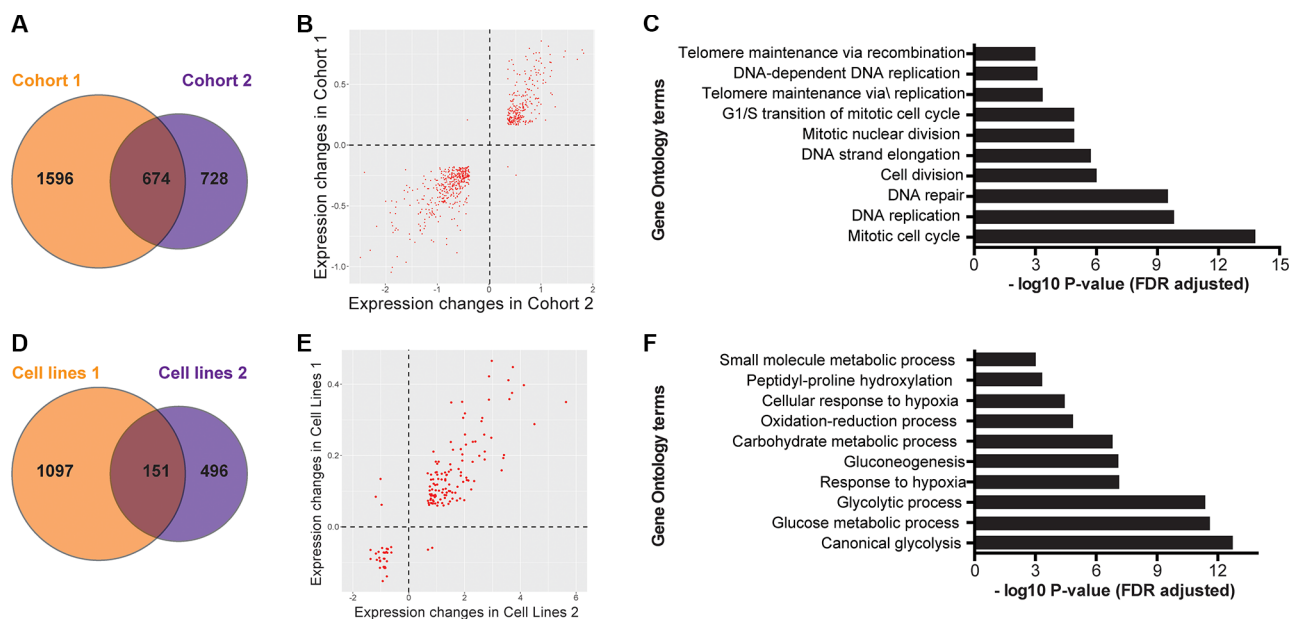 A
Cohort 1
Cohort 2
1596
674
728
B
Expression changes in Cohort 1
0.5
0.0
-0.5
-1.0
-2
-1
0
1
2
Expression changes in Cohort 2
C
Gene Ontology terms
Telomere maintenance via recombination
DNA-dependent DNA replication
Telomere maintenance via\ replication
G1/S transition of mitotic cell cycle
Mitotic nuclear division
DNA strand elongation
Cell division
DNA repair
DNA replication
Mitotic cell cycle
0
3
6
9
12
15
- log10 P-value (FDR adjusted)
D
Cell lines 1
Cell lines 2
1097
151
496
E
Expression changes in Cell Lines 1
0.4
0.2
0.0
-2
0
2
4
6
Expression changes in Cell Lines 2
F
Gene Ontology terms
Small molecule metabolic process
Peptidyl-proline hydroxylation
Cellular response to hypoxia
Oxidation-reduction process
Carbohydrate metabolic process
Gluconeogenesis
Response to hypoxia
Glycolytic process
Glucose metabolic process
Canonical glycolysis
0
3
6
9
12
- log10 P-value (FDR adjusted)